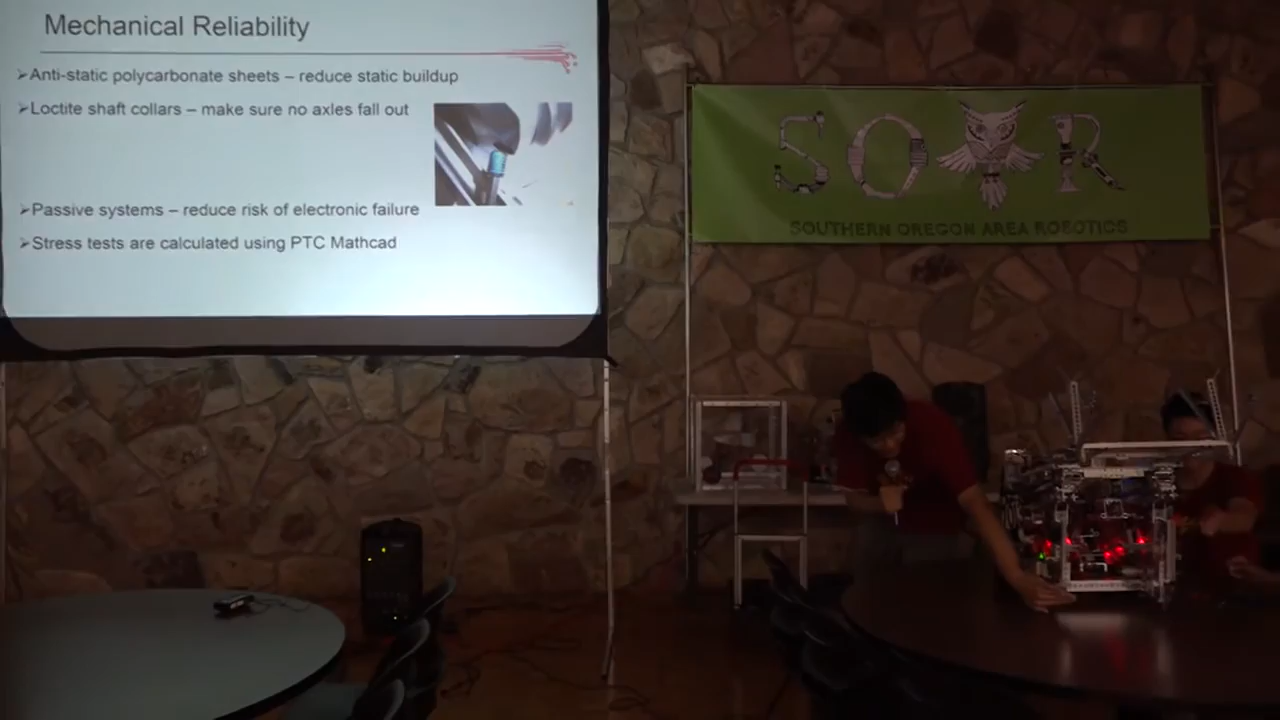 Mechanical Reliability
➢Anti-static polycarbonate sheets – reduce static buildup
➢Loctite shaft collars – make sure no axles fall out
➢Passive systems – reduce risk of electronic failure
➢Stress tests are calculated using PTC Mathcad
SOAR
SOUTHERN OREGON AREA ROBOTICS